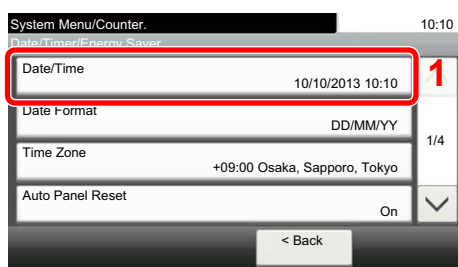 System Menu/Counter.
10:10
Date/Timer/Energy Saver
Date/Time
10/10/2013 10:10
1
Date Format
DD/MM/YY
1/4
Time Zone
+09:00 Osaka, Sapporo, Tokyo
Auto Panel Reset
On
< Back